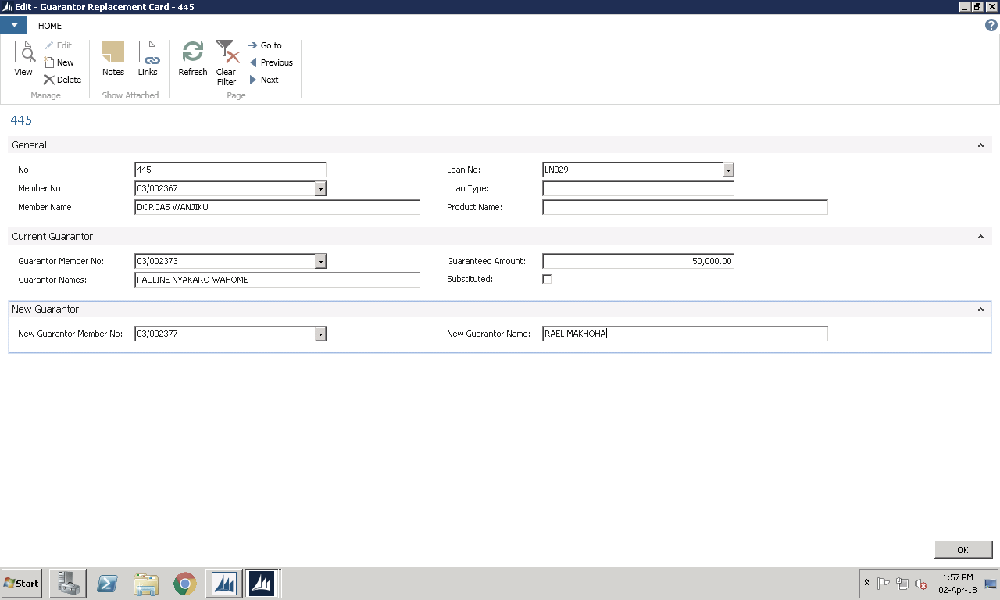 Edit - Guarantor Replacement Card - 445
HOME
View
Edit
New
Delete
Manage
Notes
Links
Show Attached
Refresh
Clear Filter
Go to
Previous
Next
Page
445
General
No: 445
Loan No: LN029
Member No: 03/002367
Loan Type:
Member Name: DORCAS WANJIKU
Product Name:
Current Guarantor
Guarantor Member No: 03/002373
Guaranteed Amount: 50,000.00
Guarantor Names: PAULINE NYAKARO WAHOME
Substituted:
New Guarantor
New Guarantor Member No: 03/002377
New Guarantor Name: RAEL MAKHOHA
OK
Start
1:57 PM
02-Apr-18